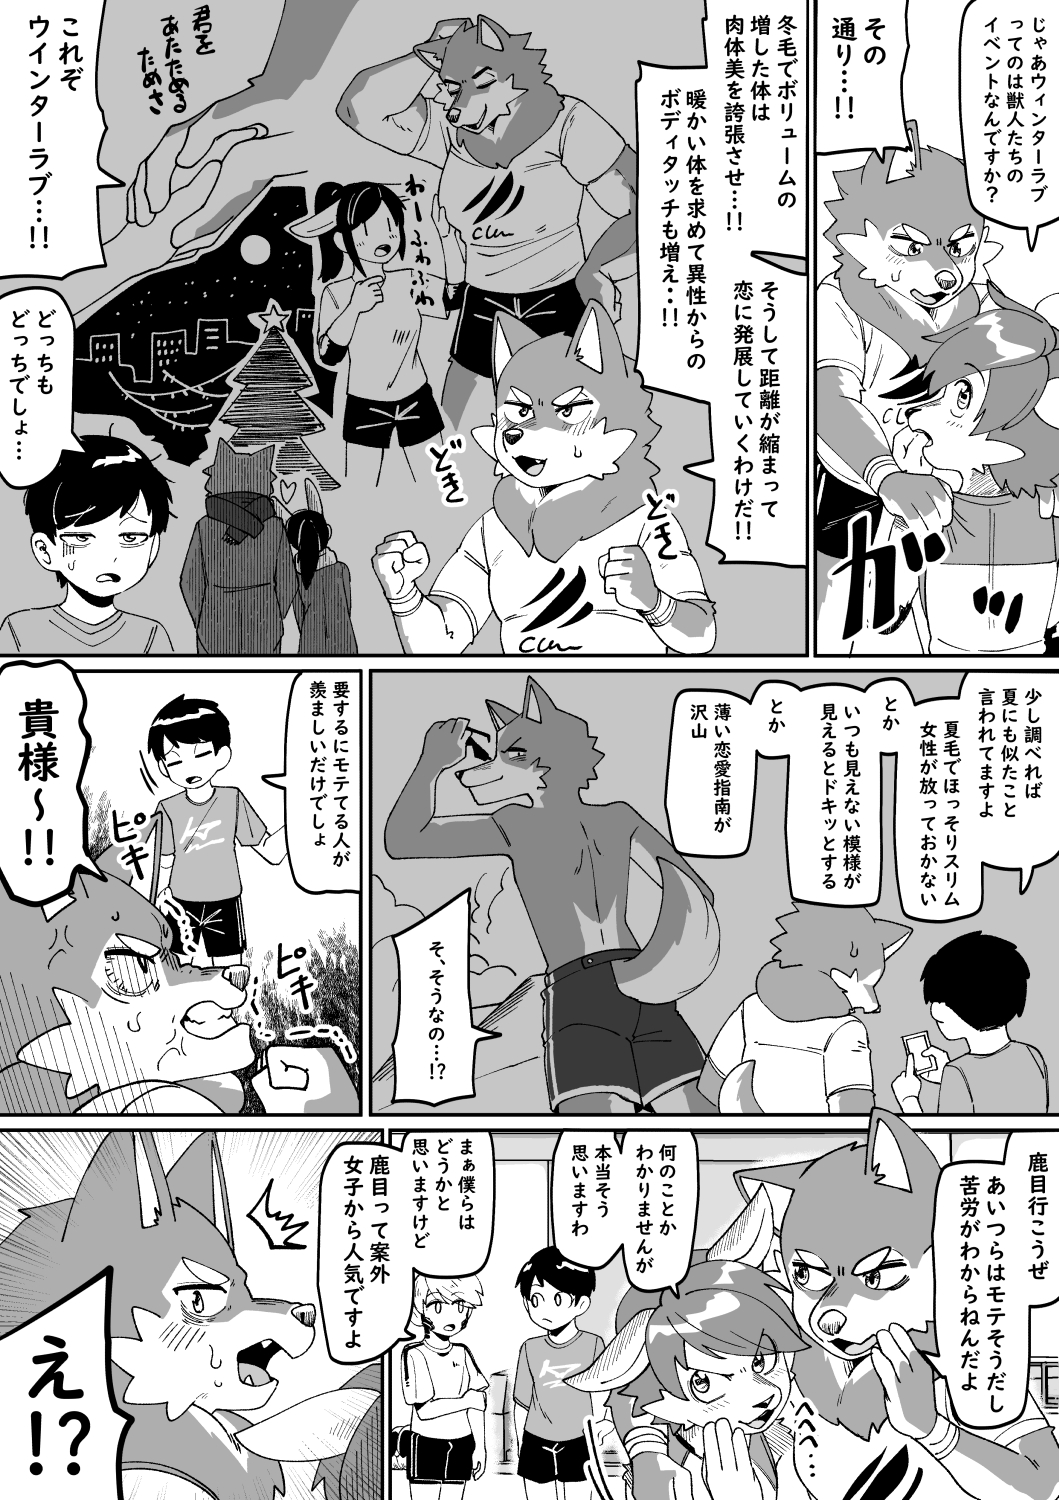 じゃあウィンターラブ
ってのは獣人たちの
イベントなんですか？
その
通り…!!
ガッ
冬毛でボリュームの
増した体は
肉体美を誇張させ…!!
暖かい体を求めて異性からの
ボディタッチも増え…!!
そうして距離が縮まって
恋に発展していくわけだ!!
わーふわふわ
君を
あたためる
ためさ
これぞ
ウインターラブ…!!
どきどき
どっちも
どっちでしょ…
少し調べれば
夏にも似たこと
言われてますよ
夏毛でほっそりスリム
女性が放っておかない
とか
いつも見えない模様が
見えるとドキッとする
とか
薄い恋愛指南が
沢山
そ、そうなの…!?
要するにモテてる人が
羨ましいだけでしょ
ピキ
ピキ
貴様〜!!
鹿目行こうぜ
あいつらはモテそうだし
苦労がわからねんだよ
へへへ…
何のことか
わかりませんが
本当そう
思いますわ
まぁ僕らは
どうかと
思いますけど
鹿目って案外
女子から人気ですよ
え!?